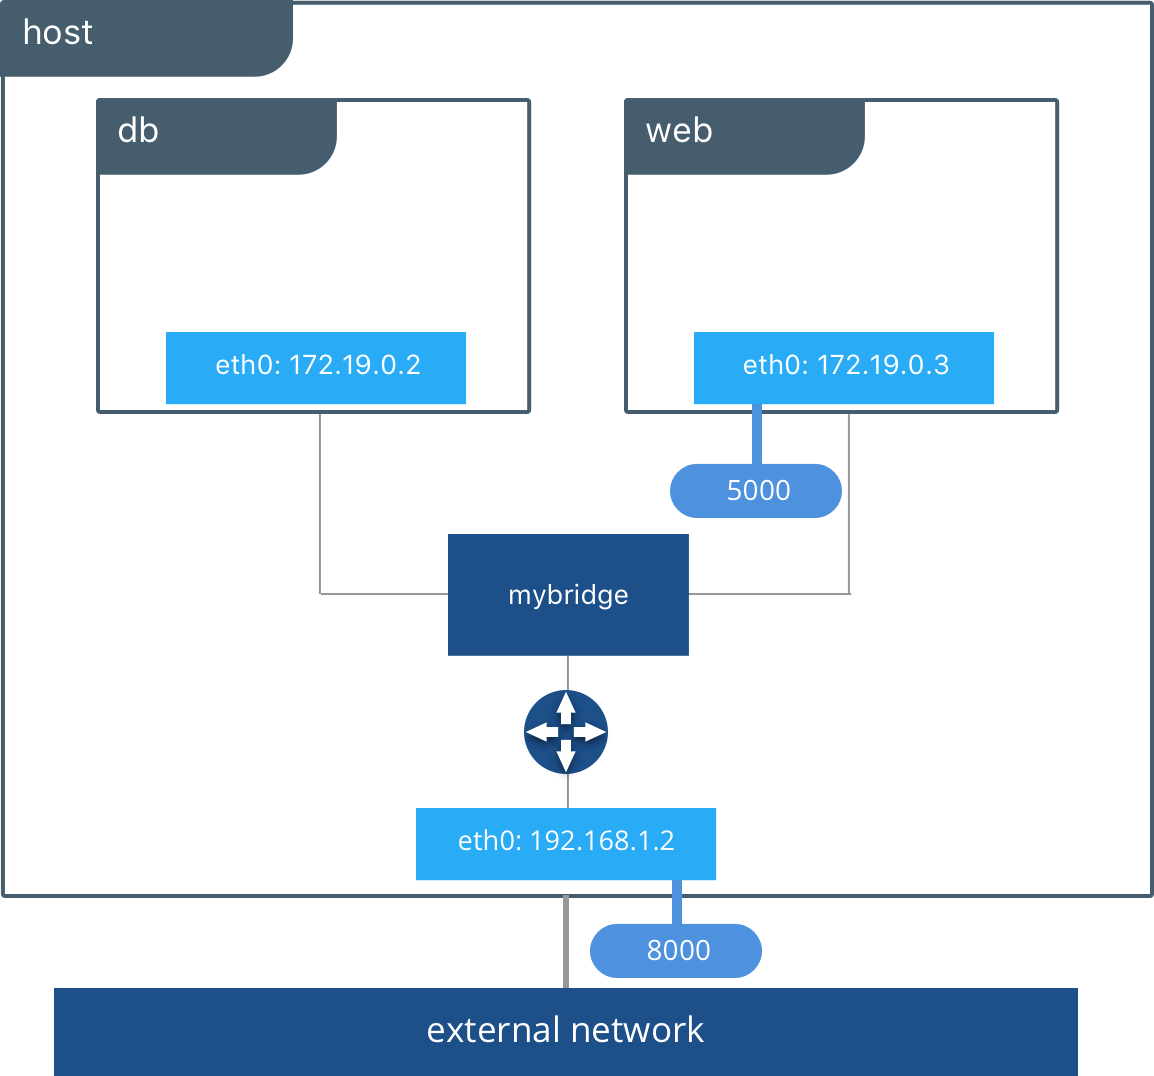 host
db
web
eth0: 172.19.0.2
eth0: 172.19.0.3
5000
mybridge
eth0: 192.168.1.2
8000
external network